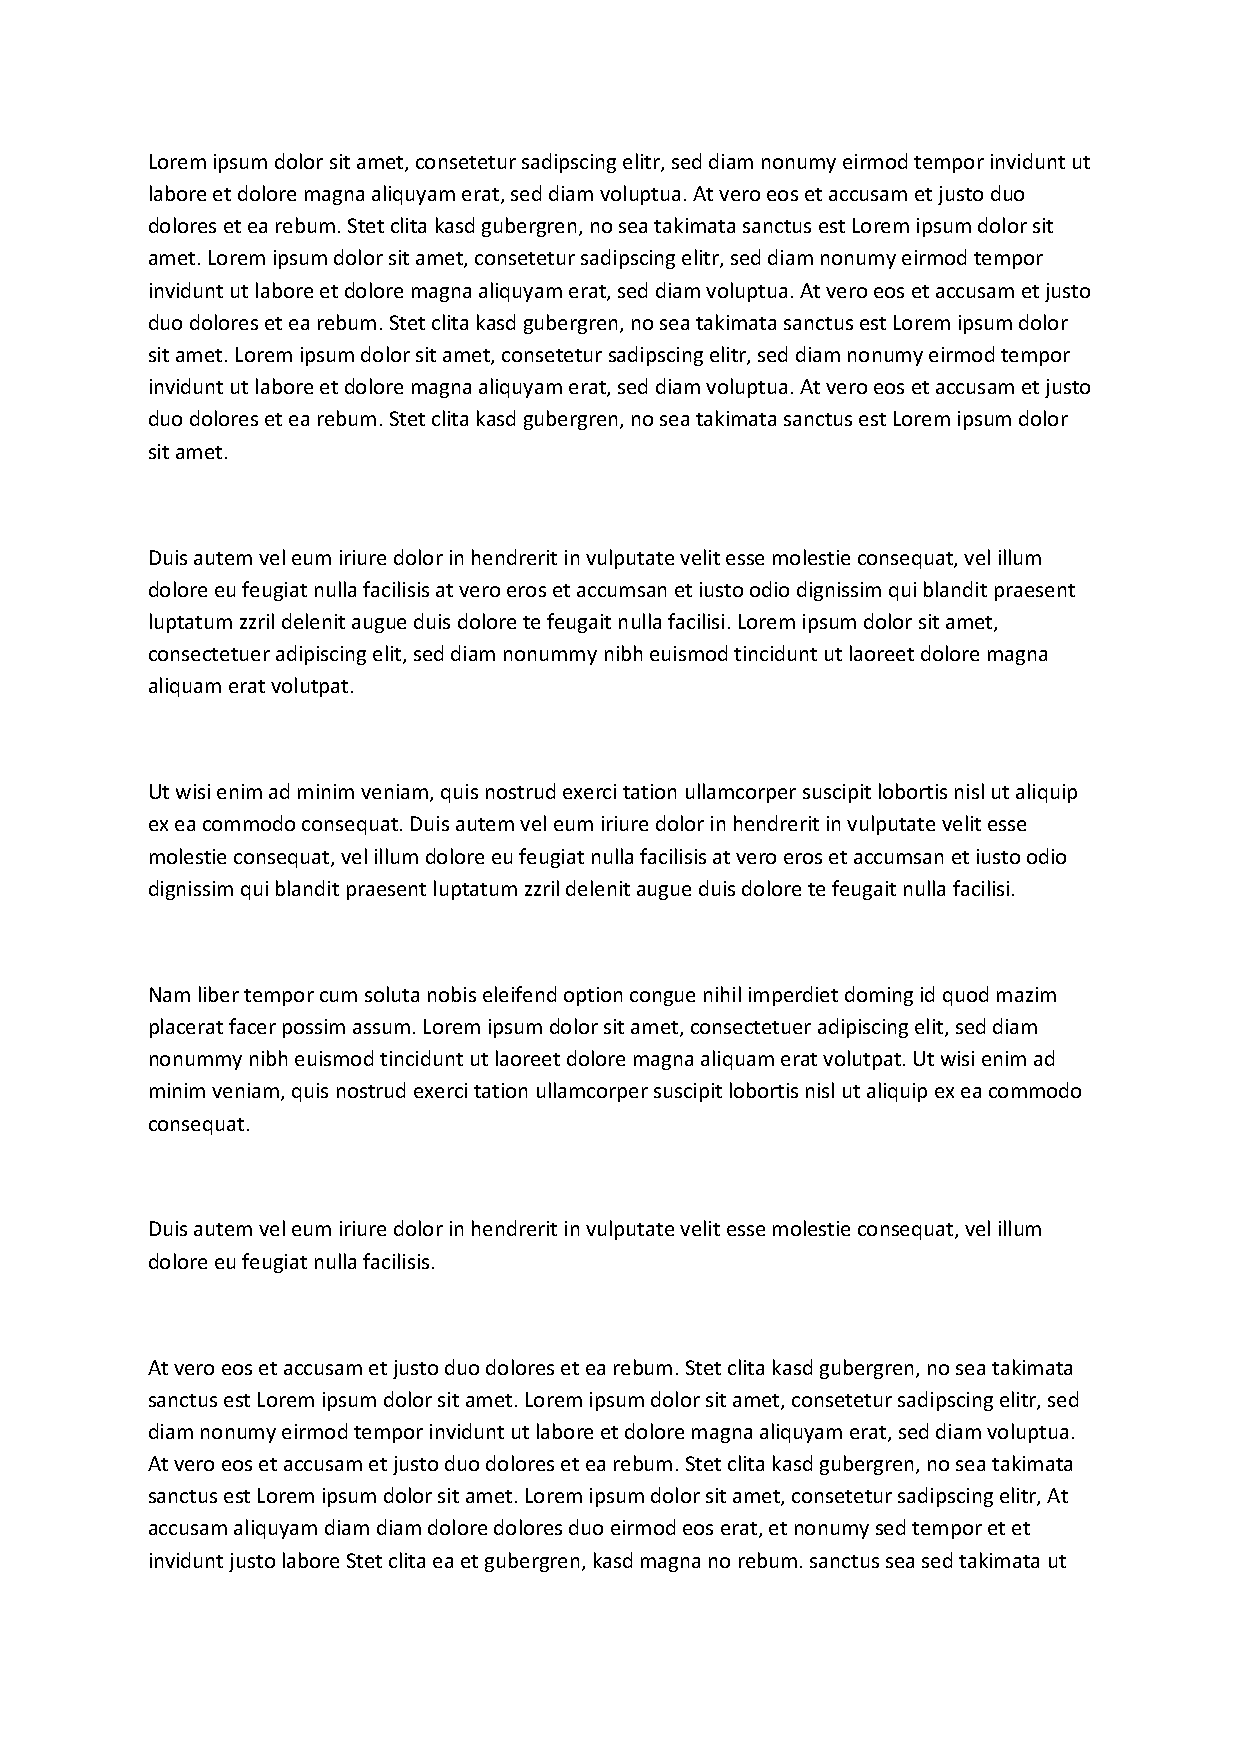 Lorem ipsum dolor sit amet, consetetur sadipscing elitr, sed diam nonumy eirmod tempor invidunt ut
labore et dolore magna aliquyam erat, sed diam voluptua. At vero eos et accusam et justo duo
dolores et ea rebum. Stet clita kasd gubergren, no sea takimata sanctus est Lorem ipsum dolor sit
amet. Lorem ipsum dolor sit amet, consetetur sadipscing elitr, sed diam nonumy eirmod tempor
invidunt ut labore et dolore magna aliquyam erat, sed diam voluptua. At vero eos et accusam et justo
duo dolores et ea rebum. Stet clita kasd gubergren, no sea takimata sanctus est Lorem ipsum dolor
sit amet. Lorem ipsum dolor sit amet, consetetur sadipscing elitr, sed diam nonumy eirmod tempor
invidunt ut labore et dolore magna aliquyam erat, sed diam voluptua. At vero eos et accusam et justo
duo dolores et ea rebum. Stet clita kasd gubergren, no sea takimata sanctus est Lorem ipsum dolor
sit amet.
Duis autem vel eum iriure dolor in hendrerit in vulputate velit esse molestie consequat, vel illum
dolore eu feugiat nulla facilisis at vero eros et accumsan et iusto odio dignissim qui blandit praesent
luptatum zzril delenit augue duis dolore te feugait nulla facilisi. Lorem ipsum dolor sit amet,
consectetuer adipiscing elit, sed diam nonummy nibh euismod tincidunt ut laoreet dolore magna
aliquam erat volutpat.
Ut wisi enim ad minim veniam, quis nostrud exerci tation ullamcorper suscipit lobortis nisl ut aliquip
ex ea commodo consequat. Duis autem vel eum iriure dolor in hendrerit in vulputate velit esse
molestie consequat, vel illum dolore eu feugiat nulla facilisis at vero eros et accumsan et iusto odio
dignissim qui blandit praesent luptatum zzril delenit augue duis dolore te feugait nulla facilisi.
Nam liber tempor cum soluta nobis eleifend option congue nihil imperdiet doming id quod mazim
placerat facer possim assum. Lorem ipsum dolor sit amet, consectetuer adipiscing elit, sed diam
nonummy nibh euismod tincidunt ut laoreet dolore magna aliquam erat volutpat. Ut wisi enim ad
minim veniam, quis nostrud exerci tation ullamcorper suscipit lobortis nisl ut aliquip ex ea commodo
consequat.
Duis autem vel eum iriure dolor in hendrerit in vulputate velit esse molestie consequat, vel illum
dolore eu feugiat nulla facilisis.
At vero eos et accusam et justo duo dolores et ea rebum. Stet clita kasd gubergren, no sea takimata
sanctus est Lorem ipsum dolor sit amet. Lorem ipsum dolor sit amet, consetetur sadipscing elitr, sed
diam nonumy eirmod tempor invidunt ut labore et dolore magna aliquyam erat, sed diam voluptua.
At vero eos et accusam et justo duo dolores et ea rebum. Stet clita kasd gubergren, no sea takimata
sanctus est Lorem ipsum dolor sit amet. Lorem ipsum dolor sit amet, consetetur sadipscing elitr, At
accusam aliquyam diam diam dolore dolores duo eirmod eos erat, et nonumy sed tempor et et
invidunt justo labore Stet clita ea et gubergren, kasd magna no rebum. sanctus sea sed takimata ut